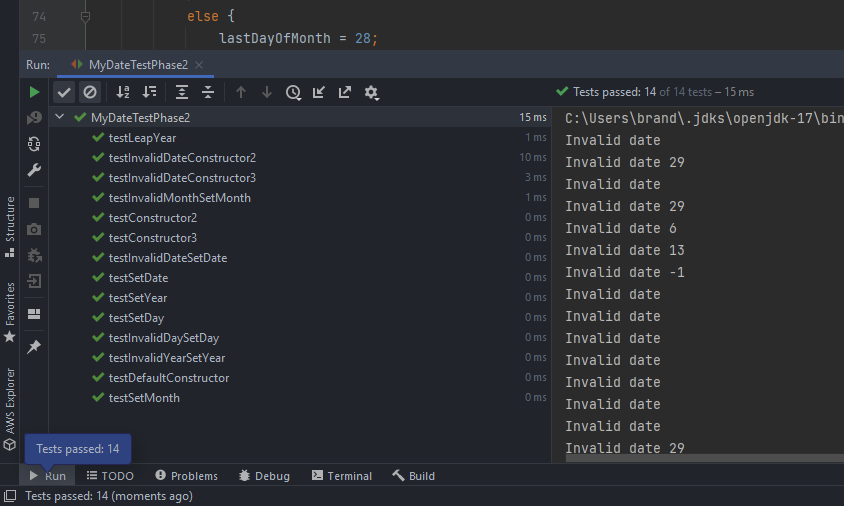 74 else {
75 lastDayOfMonth = 28;
Run: MyDateTestPhase2
Tests passed: 14 of 14 tests – 15 ms
MyDateTestPhase2 15 ms
testLeapYear 1 ms
testInvalidDateConstructor2 10 ms
testInvalidDateConstructor3 3 ms
testInvalidMonthSetMonth 1 ms
testConstructor2 0 ms
testConstructor3 0 ms
testInvalidDateSetDate 0 ms
testSetDate 0 ms
testSetYear 0 ms
testSetDay 0 ms
testInvalidDaySetDay 0 ms
testInvalidYearSetYear 0 ms
testDefaultConstructor 0 ms
testSetMonth 0 ms
C:\Users\brand\.jdks\openjdk-17\bin
Invalid date
Invalid date 29
Invalid date
Invalid date 29
Invalid date 6
Invalid date 13
Invalid date -1
Invalid date
Invalid date
Invalid date
Invalid date
Invalid date
Invalid date
Invalid date
Invalid date 29
Structure
Favorites
AWS Explorer
Tests passed: 14
Run TODO Problems Debug Terminal Build
Tests passed: 14 (moments ago)